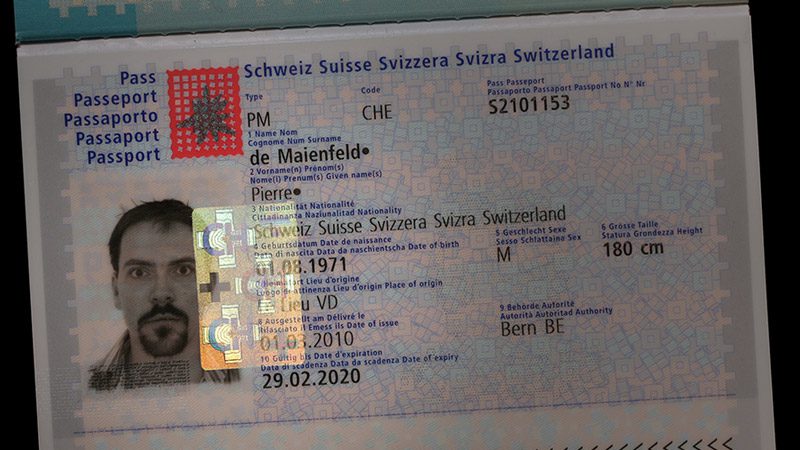 Pass
Passeport
Passaporto
Passaport
Passport
Schweiz Suisse Svizzera Svizra Switzerland
Type
PM
Code
CHE
Pass Passeport
Passaporto Passaport Passport No N° Nr
S2101153
1 Name Nom
Cognome Num Surname
de Maienfeld•
2 Vorname(n) Prénom(s)
Nome(i) Prenum(s) Given name(s)
Pierre•
3 Nationalität Nationalité
Cittadinanza Naziunalitad Nationality
Schweiz Suisse Svizzera Svizra Switzerland
4 Geburtsdatum Date de naissance
Data di nascita Data da naschientscha Date of birth
01.08.1971
5 Geschlecht Sexe
Sesso Schlattaina Sex
M
6 Grösse Taille
Statura Grondezza Height
180 cm
Heimatort Lieu d'origine
Luogo di attinenza Lieu d'origin Place of origin
Lieu VD
8 Ausgestellt am Délivré le
Rilasciato il Emess ils Date of issue
01.03.2010
9 Behörde Autorité
Autorità Autoritad Authority
Bern BE
10 Gültig bis Date d'expiration
Data di scadenza Data da scadenza Date of expiry
29.02.2020
<<<<<<<<<<<<<<